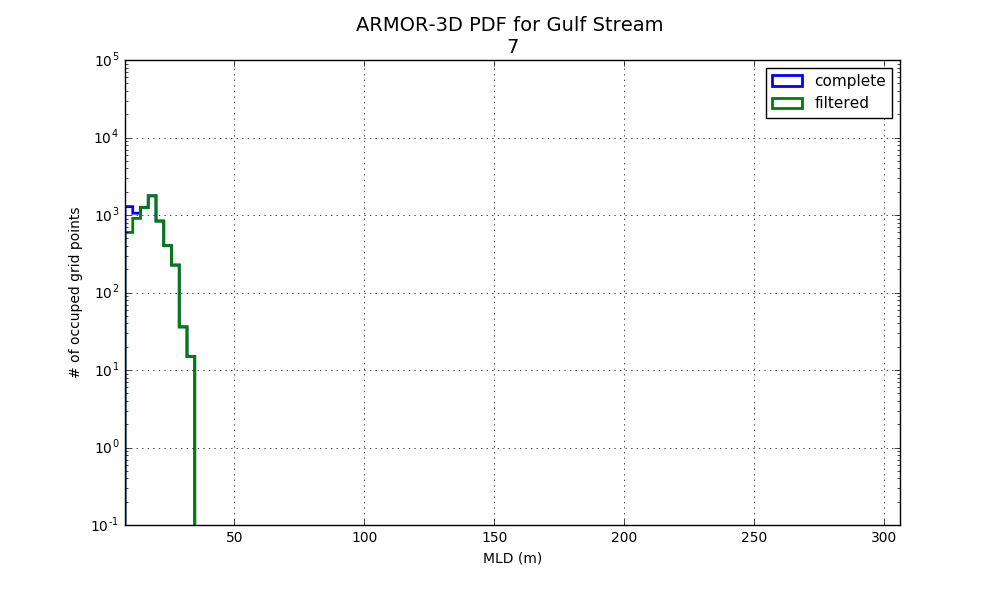 ARMOR-3D PDF for Gulf Stream
7
complete
filtered
# of occuped grid points
10^5
10^4
10^3
10^2
10^1
10^0
10^-1
50 100 150 200 250 300
MLD (m)